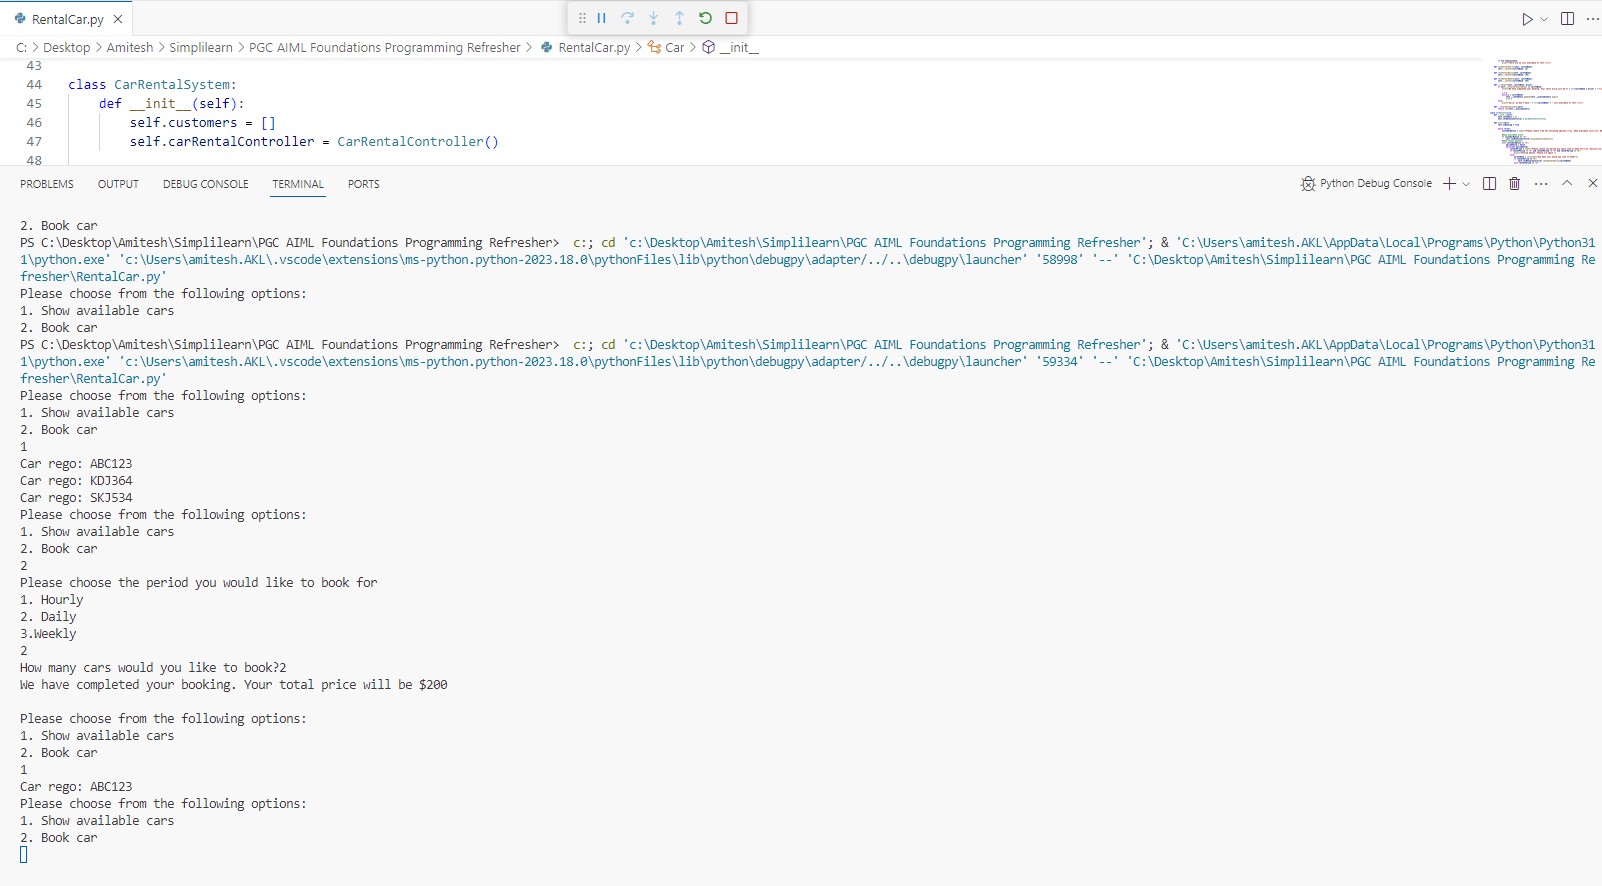 RentalCar.py
C: > Desktop > Amitesh > Simplilearn > PGC AIML Foundations Programming Refresher > RentalCar.py > Car > __init__
43
44 class CarRentalSystem:
45 def __init__(self):
46 self.customers = []
47 self.carRentalController = CarRentalController()
48
PROBLEMS OUTPUT DEBUG CONSOLE TERMINAL PORTS Python Debug Console
2. Book car
PS C:\Desktop\Amitesh\Simplilearn\PGC AIML Foundations Programming Refresher>  c:; cd 'c:\Desktop\Amitesh\Simplilearn\PGC AIML Foundations Programming Refresher'; & 'C:\Users\amitesh.AKL\AppData\Local\Programs\Python\Python31
1\python.exe' 'c:\Users\amitesh.AKL\.vscode\extensions\ms-python.python-2023.18.0\pythonFiles\lib\python\debugpy\adapter/../..\debugpy\launcher' '58998' '--' 'C:\Desktop\Amitesh\Simplilearn\PGC AIML Foundations Programming Re
fresher\RentalCar.py'
Please choose from the following options:
1. Show available cars
2. Book car
PS C:\Desktop\Amitesh\Simplilearn\PGC AIML Foundations Programming Refresher>  c:; cd 'c:\Desktop\Amitesh\Simplilearn\PGC AIML Foundations Programming Refresher'; & 'C:\Users\amitesh.AKL\AppData\Local\Programs\Python\Python31
1\python.exe' 'c:\Users\amitesh.AKL\.vscode\extensions\ms-python.python-2023.18.0\pythonFiles\lib\python\debugpy\adapter/../..\debugpy\launcher' '59334' '--' 'C:\Desktop\Amitesh\Simplilearn\PGC AIML Foundations Programming Re
fresher\RentalCar.py'
Please choose from the following options:
1. Show available cars
2. Book car
1
Car rego: ABC123
Car rego: KDJ364
Car rego: SKJ534
Please choose from the following options:
1. Show available cars
2. Book car
2
Please choose the period you would like to book for
1. Hourly
2. Daily
3.Weekly
2
How many cars would you like to book?2
We have completed your booking. Your total price will be $200
Please choose from the following options:
1. Show available cars
2. Book car
1
Car rego: ABC123
Please choose from the following options:
1. Show available cars
2. Book car